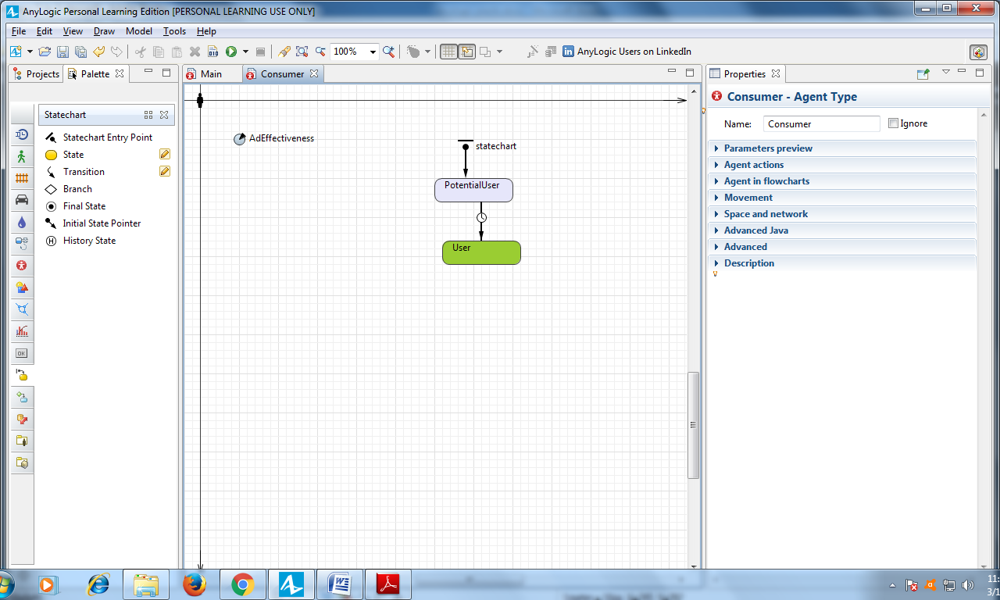 AnyLogic Personal Learning Edition [PERSONAL LEARNING USE ONLY]
File Edit View Draw Model Tools Help
100% AnyLogic Users on LinkedIn
Projects Palette Main Consumer Properties
Statechart
Statechart Entry Point
State
Transition
Branch
Final State
Initial State Pointer
History State
OK
AdEffectiveness
statechart
PotentialUser
User
Consumer - Agent Type
Name: Consumer Ignore
Parameters preview
Agent actions
Agent in flowcharts
Movement
Space and network
Advanced Java
Advanced
Description
11:
3/1